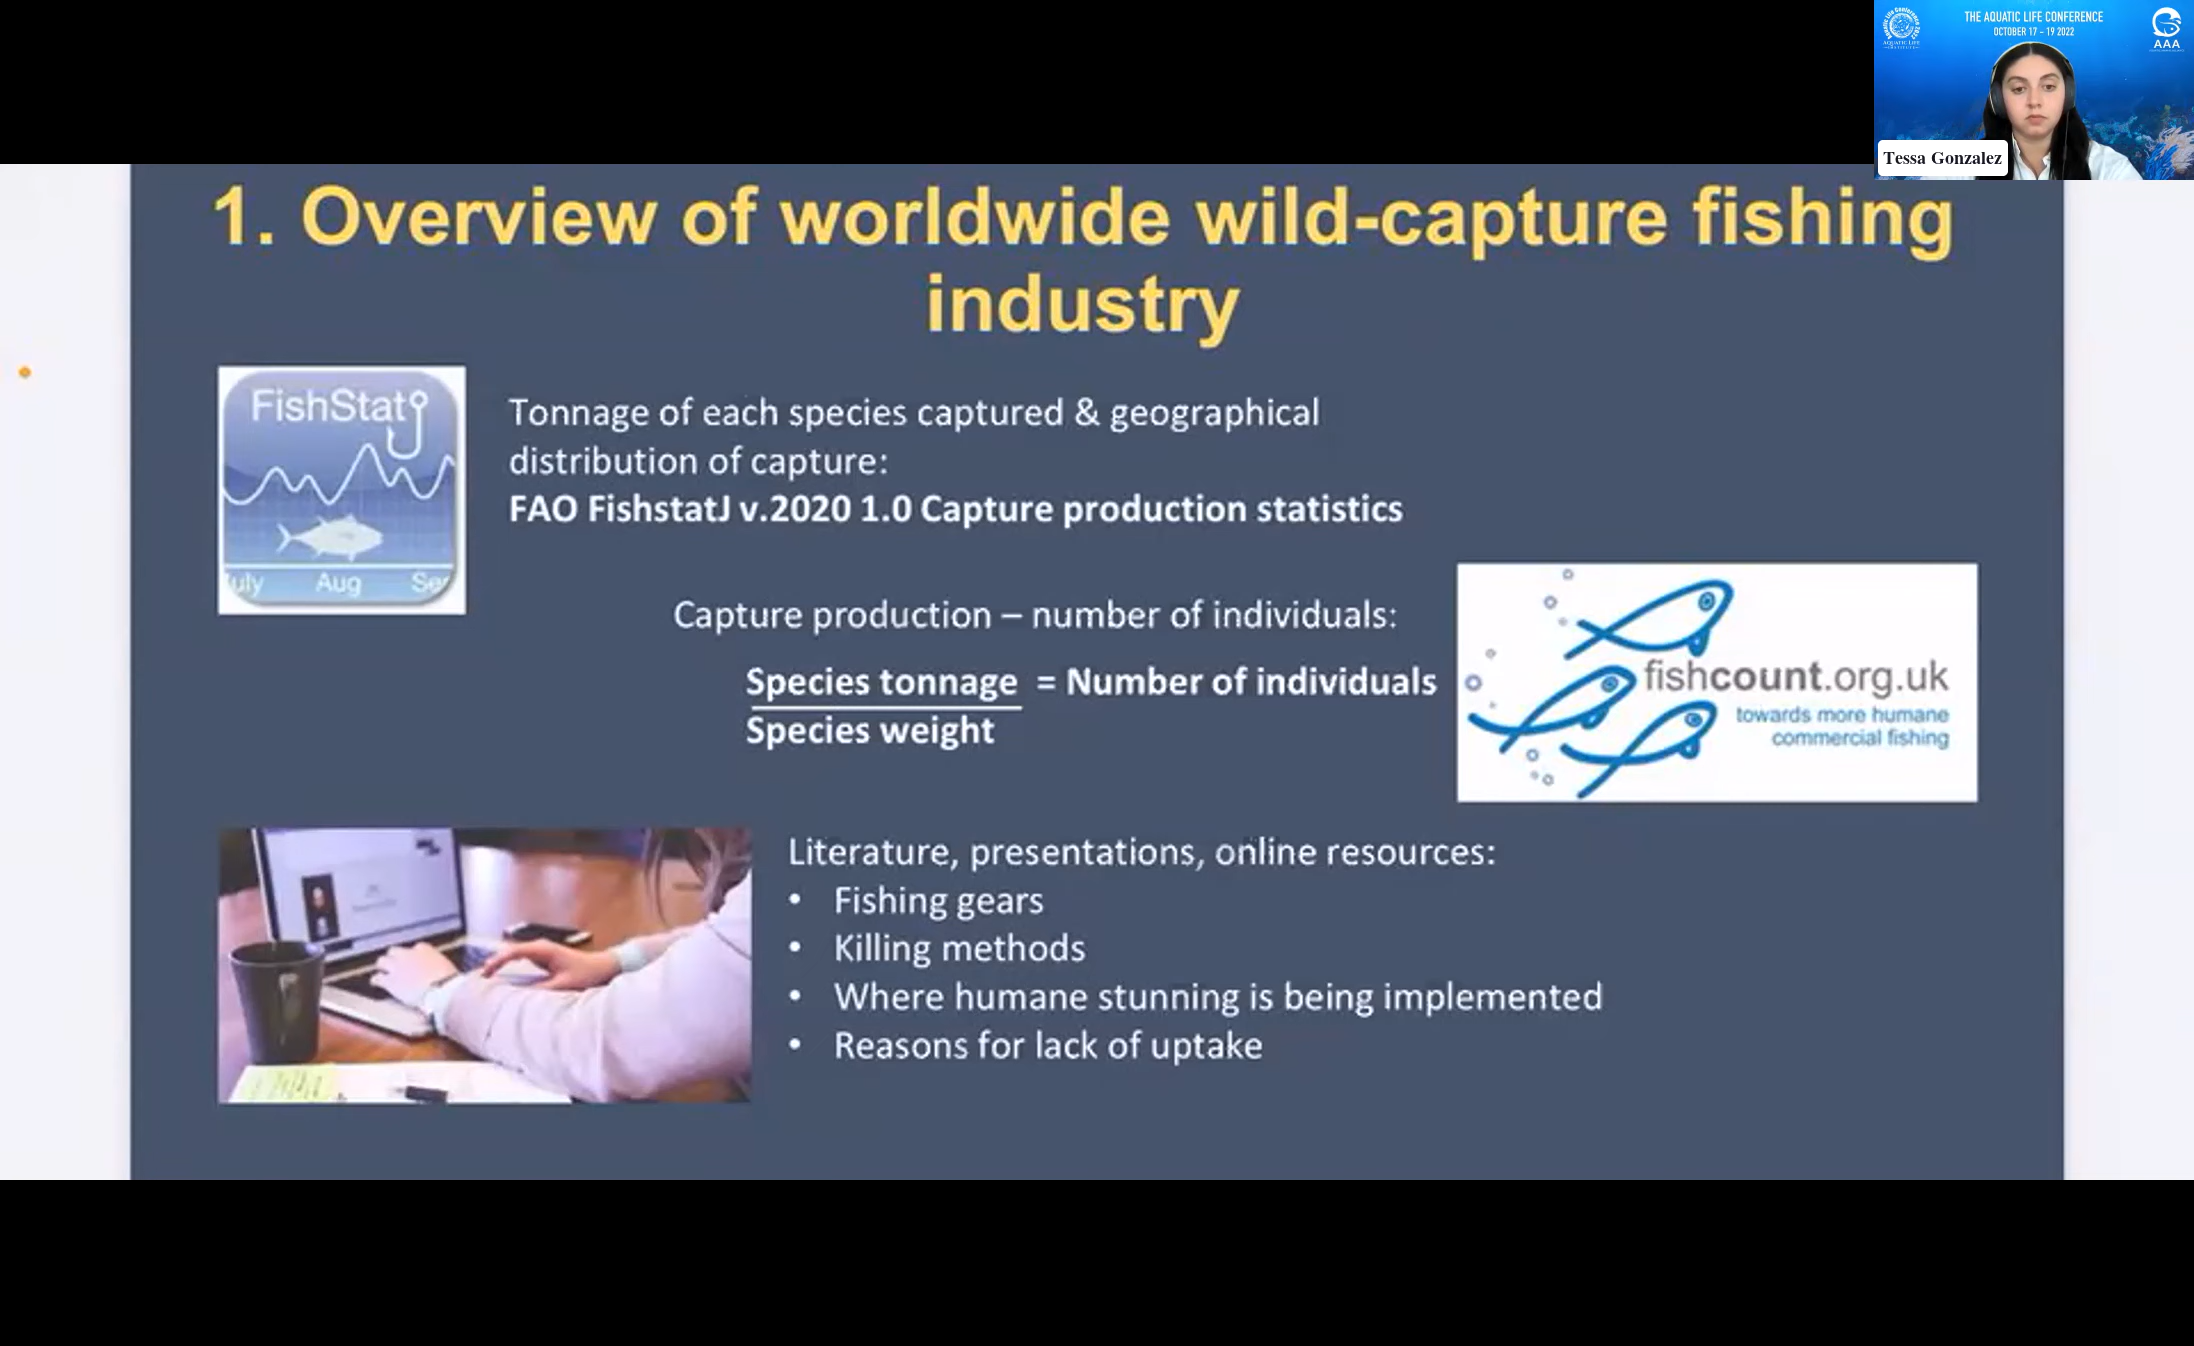 THE AQUATIC LIFE CONFERENCE
OCTOBER 17 - 19 2022
AAA
Tessa Gonzalez
1. Overview of worldwide wild-capture fishing
industry
FishStat
July Aug Sep
Tonnage of each species captured & geographical
distribution of capture:
FAO FishstatJ v.2020 1.0 Capture production statistics
Capture production – number of individuals:
Species tonnage = Number of individuals
Species weight
fishcount.org.uk
towards more humane
commercial fishing
Literature, presentations, online resources:
• Fishing gears
• Killing methods
• Where humane stunning is being implemented
• Reasons for lack of uptake